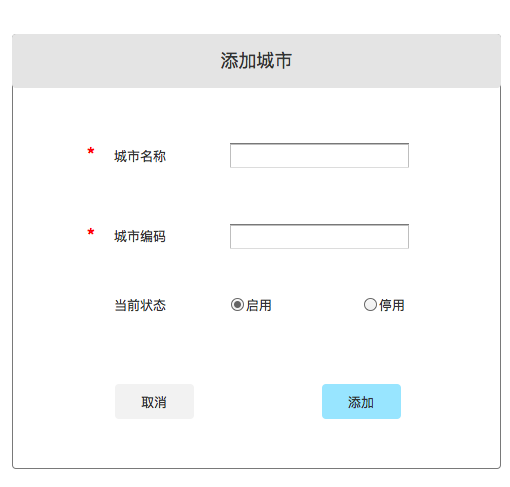 添加城市
* 城市名称
* 城市编码
当前状态 启用 停用
取消 添加